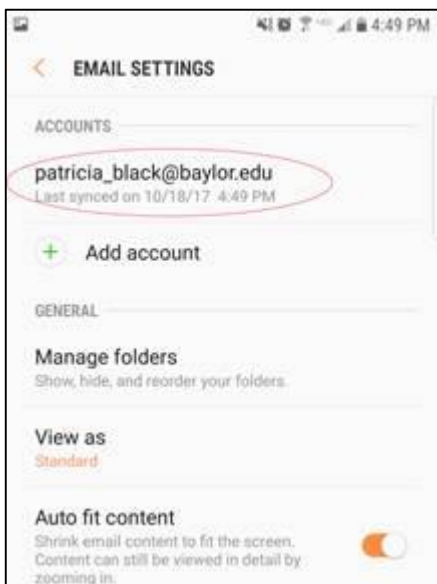 4:49 PM
EMAIL SETTINGS
ACCOUNTS
patricia_black@baylor.edu
Last synced on 10/18/17 4:49 PM
Add account
GENERAL
Manage folders
Show, hide, and reorder your folders.
View as
Standard
Auto fit content
Shrink email content to fit the screen.
Content can still be viewed in detail by
zooming in.